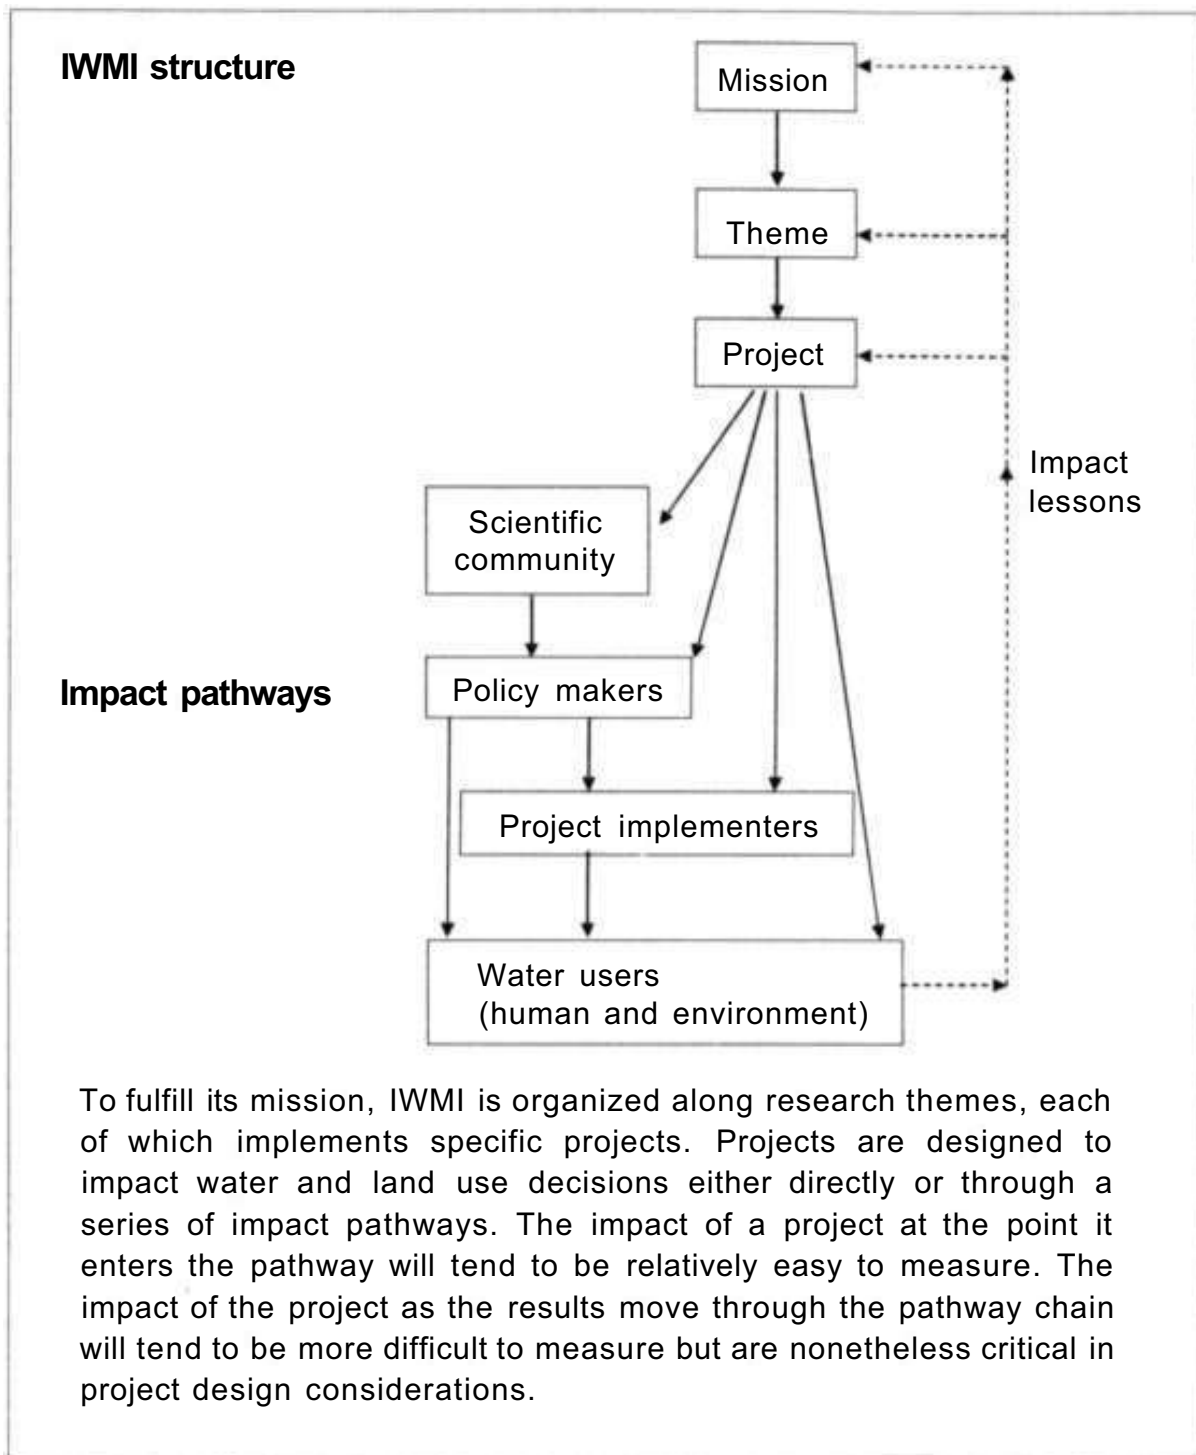 IWMI structure
Mission
Theme
Project
Impact
lessons
Scientific
community
Impact pathways
Policy makers
Project implementers
Water users
(human and environment)
To fulfill its mission, IWMI is organized along research themes, each
of which implements specific projects. Projects are designed to
impact water and land use decisions either directly or through a
series of impact pathways. The impact of a project at the point it
enters the pathway will tend to be relatively easy to measure. The
impact of the project as the results move through the pathway chain
will tend to be more difficult to measure but are nonetheless critical in
project design considerations.